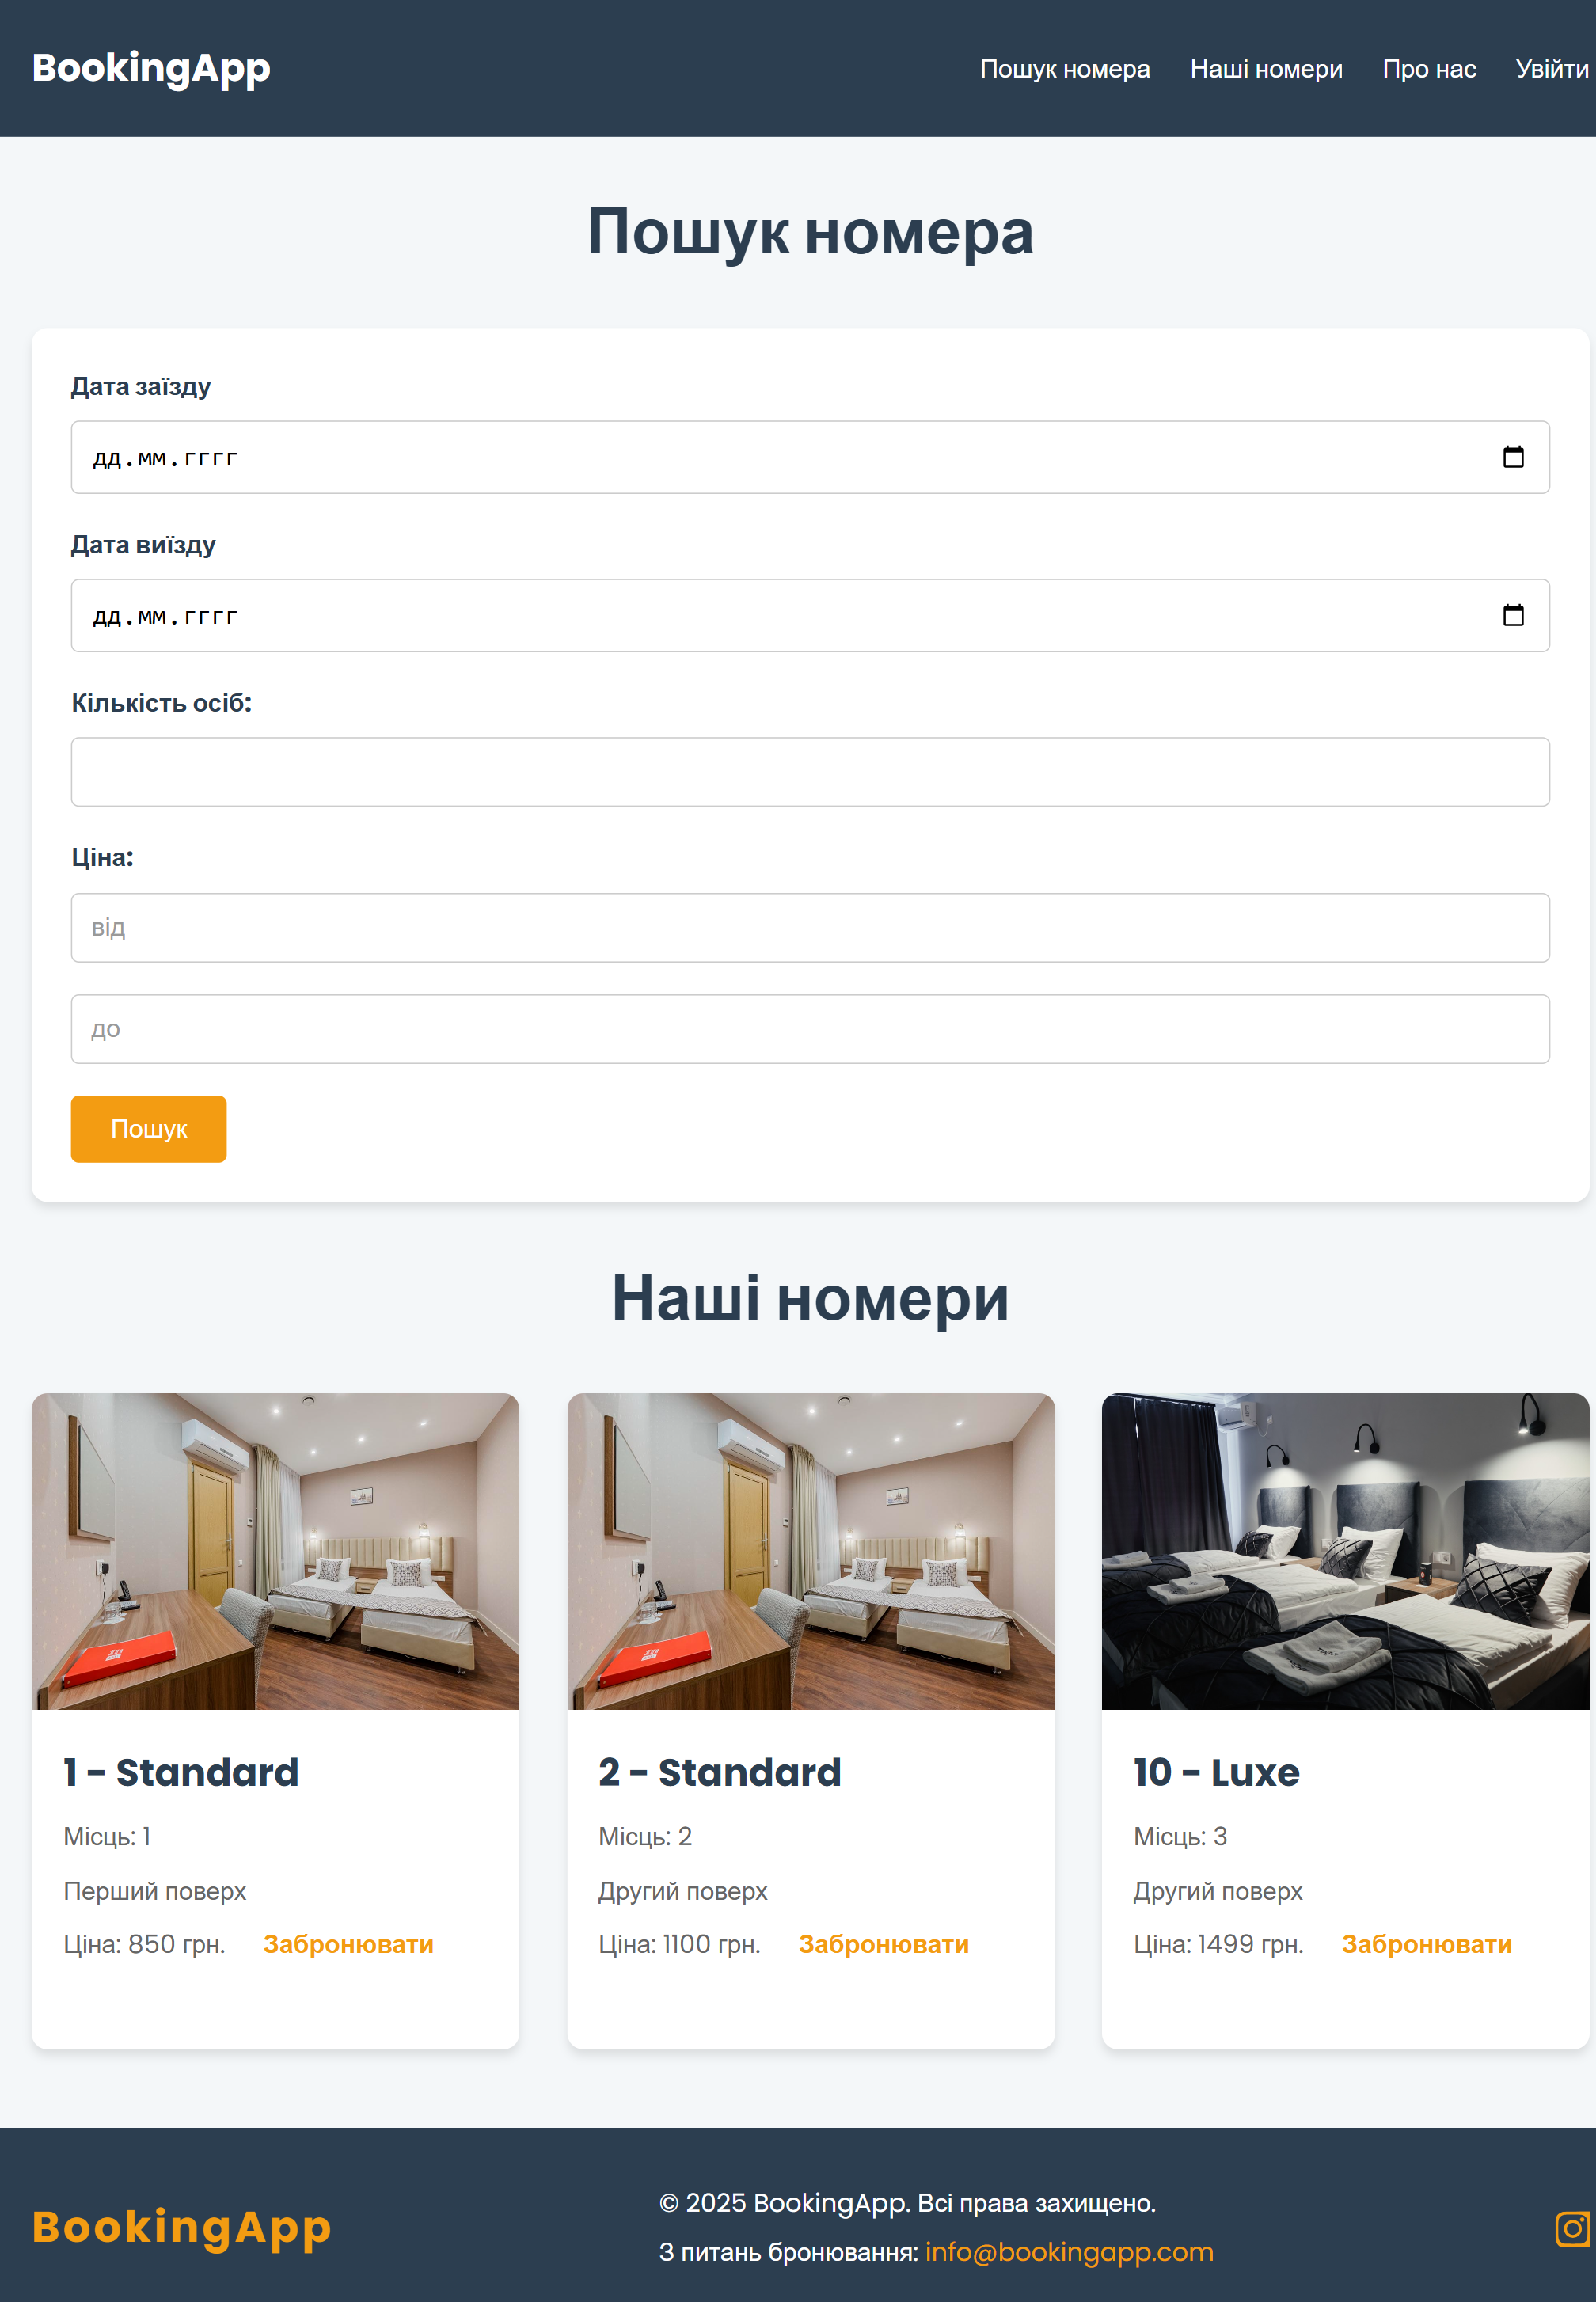 BookingApp
Пошук номера
Наші номери
Про нас
Увійти
Пошук номера
Дата заїзду
дд.мм.гггг
Дата виїзду
дд.мм.гггг
Кількість осіб:
Ціна:
від
до
Пошук
Наші номери
1 - Standard
Місць: 1
Перший поверх
Ціна: 850 грн. Забронювати
2 - Standard
Місць: 2
Другий поверх
Ціна: 1100 грн. Забронювати
10 - Luxe
Місць: 3
Другий поверх
Ціна: 1499 грн. Забронювати
BookingApp
© 2025 BookingApp. Всі права захищено.
З питань бронювання: info@bookingapp.com